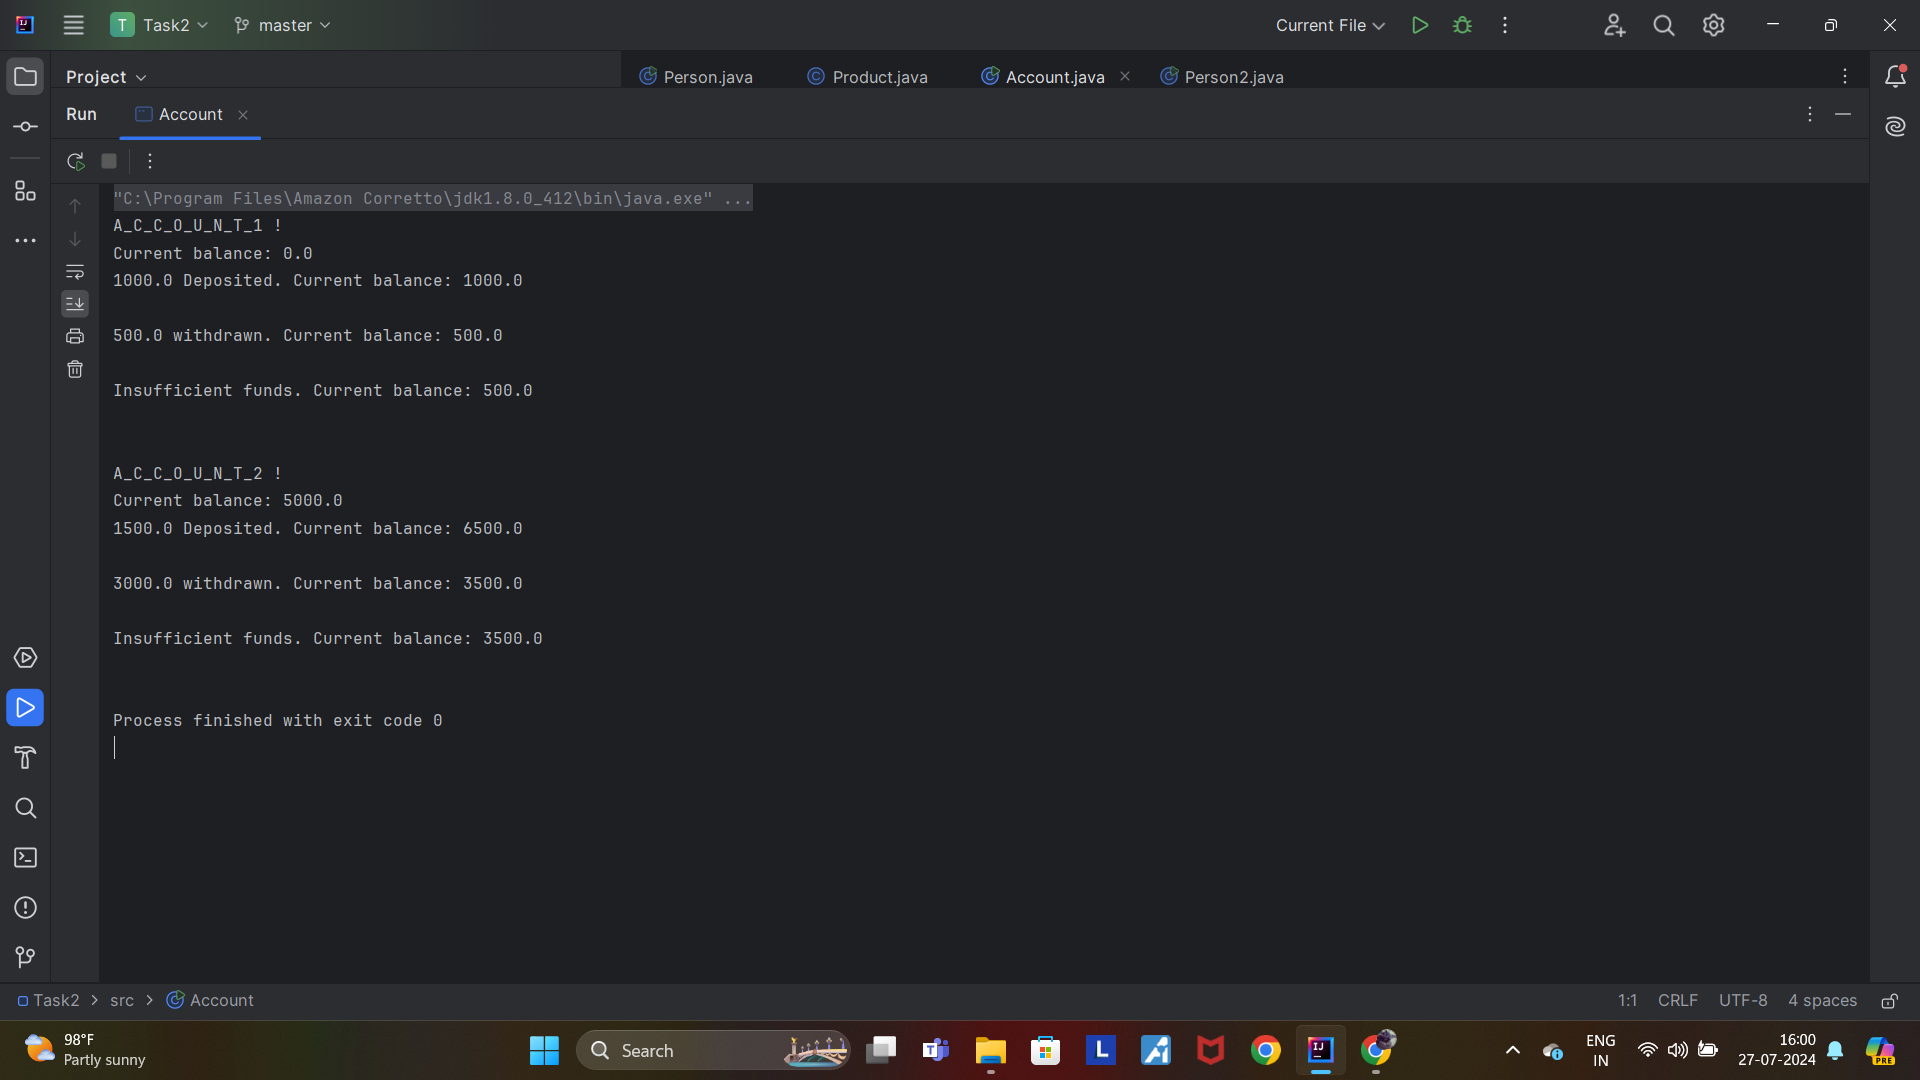 T Task2 master Current File
Project Person.java Product.java Account.java Person2.java
Run Account
"C:\Program Files\Amazon Corretto\jdk1.8.0_412\bin\java.exe" ...
A_C_C_O_U_N_T_1 !
Current balance: 0.0
1000.0 Deposited. Current balance: 1000.0
500.0 withdrawn. Current balance: 500.0
Insufficient funds. Current balance: 500.0
A_C_C_O_U_N_T_2 !
Current balance: 5000.0
1500.0 Deposited. Current balance: 6500.0
3000.0 withdrawn. Current balance: 3500.0
Insufficient funds. Current balance: 3500.0
Process finished with exit code 0
Task2 > src > Account 1:1 CRLF UTF-8 4 spaces
98°F
Partly sunny
Search
ENG
IN
16:00
27-07-2024